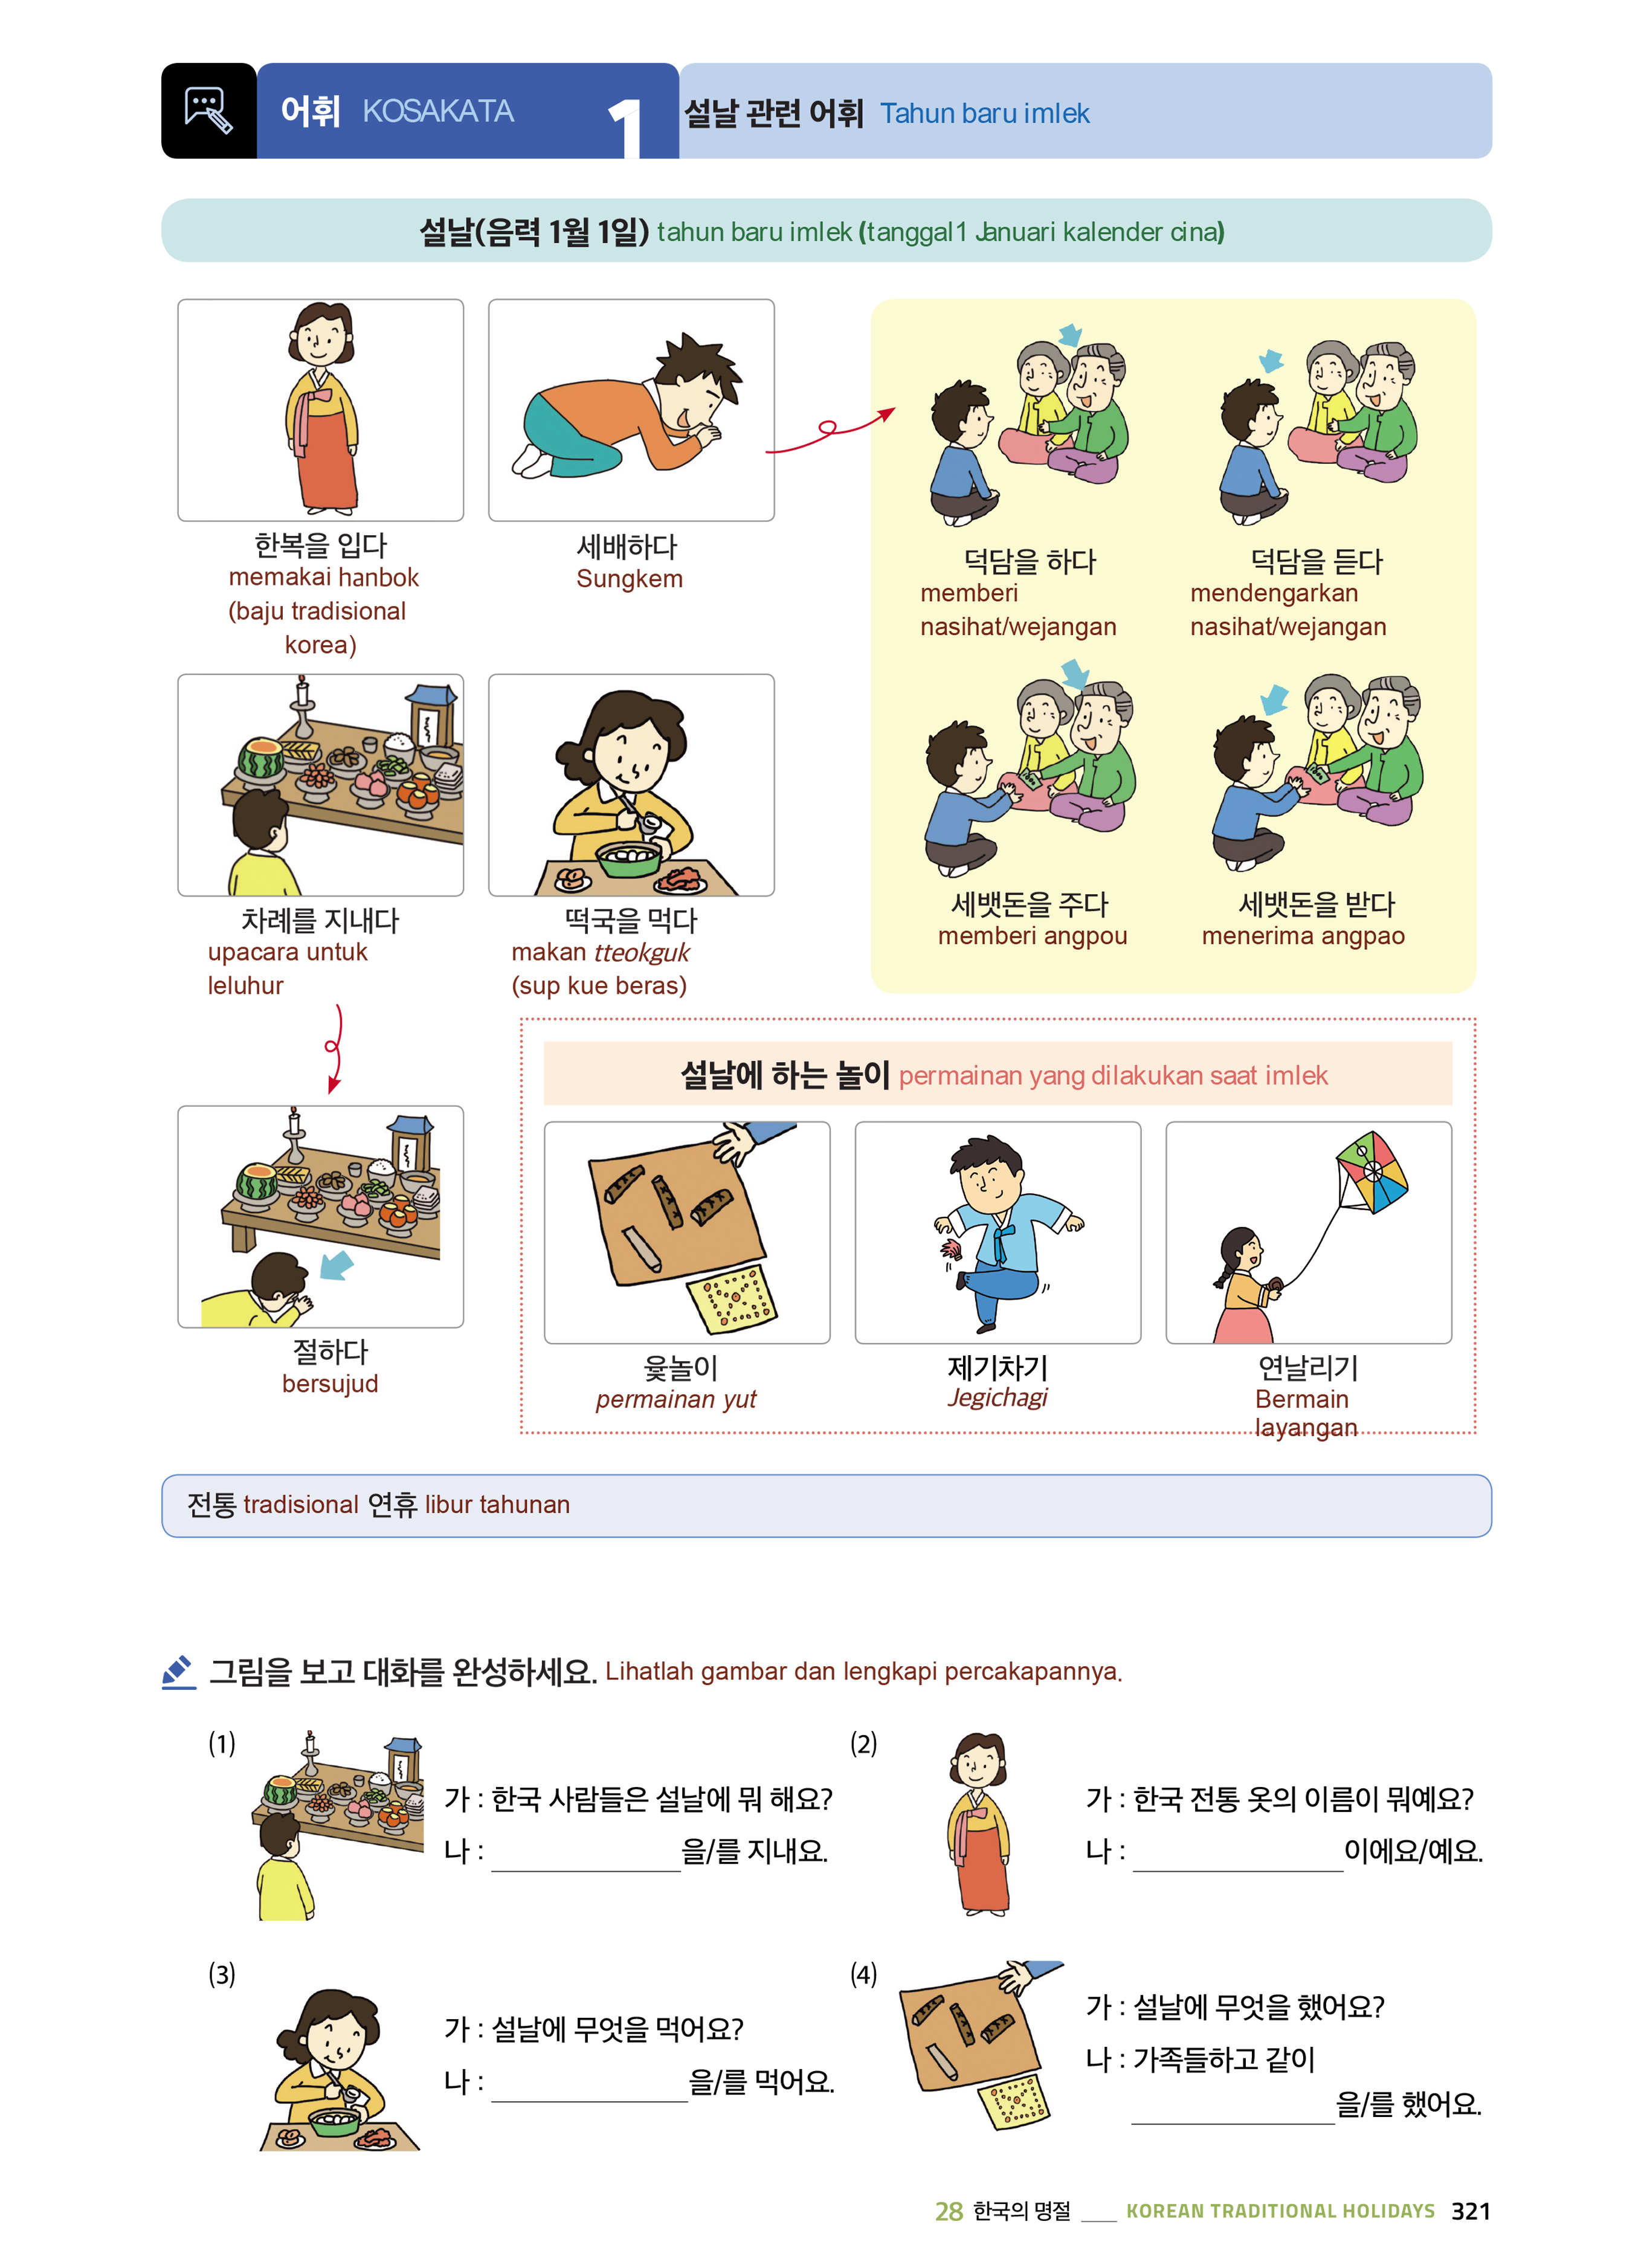 어휘 KOSAKATA 1 설날 관련 어휘 Tahun baru imlek
설날(음력 1월 1일) tahun baru imlek (tanggal1 Januari kalender cina)
한복을 입다
memakai hanbok
(baju tradisional
korea)
세배하다
Sungkem
덕담을 하다
memberi
nasihat/wejangan
덕담을 듣다
mendengarkan
nasihat/wejangan
차례를 지내다
upacara untuk
leluhur
떡국을 먹다
makan tteokguk
(sup kue beras)
세뱃돈을 주다
memberi angpou
세뱃돈을 받다
menerima angpao
절하다
bersujud
설날에 하는 놀이 permainan yang dilakukan saat imlek
윷놀이
permainan yut
제기차기
Jegichagi
연날리기
Bermain
layangan
전통 tradisional 연휴 libur tahunan
그림을 보고 대화를 완성하세요. Lihatlah gambar dan lengkapi percakapannya.
(1)
가 : 한국 사람들은 설날에 뭐 해요?
나 : ______________을/를 지내요.
(2)
가 : 한국 전통 옷의 이름이 뭐예요?
나 : ______________이에요/예요.
(3)
가 : 설날에 무엇을 먹어요?
나 : ______________을/를 먹어요.
(4)
가 : 설날에 무엇을 했어요?
나 : 가족들하고 같이
______________을/를 했어요.
28 한국의 명절 ___ KOREAN TRADITIONAL HOLIDAYS 321